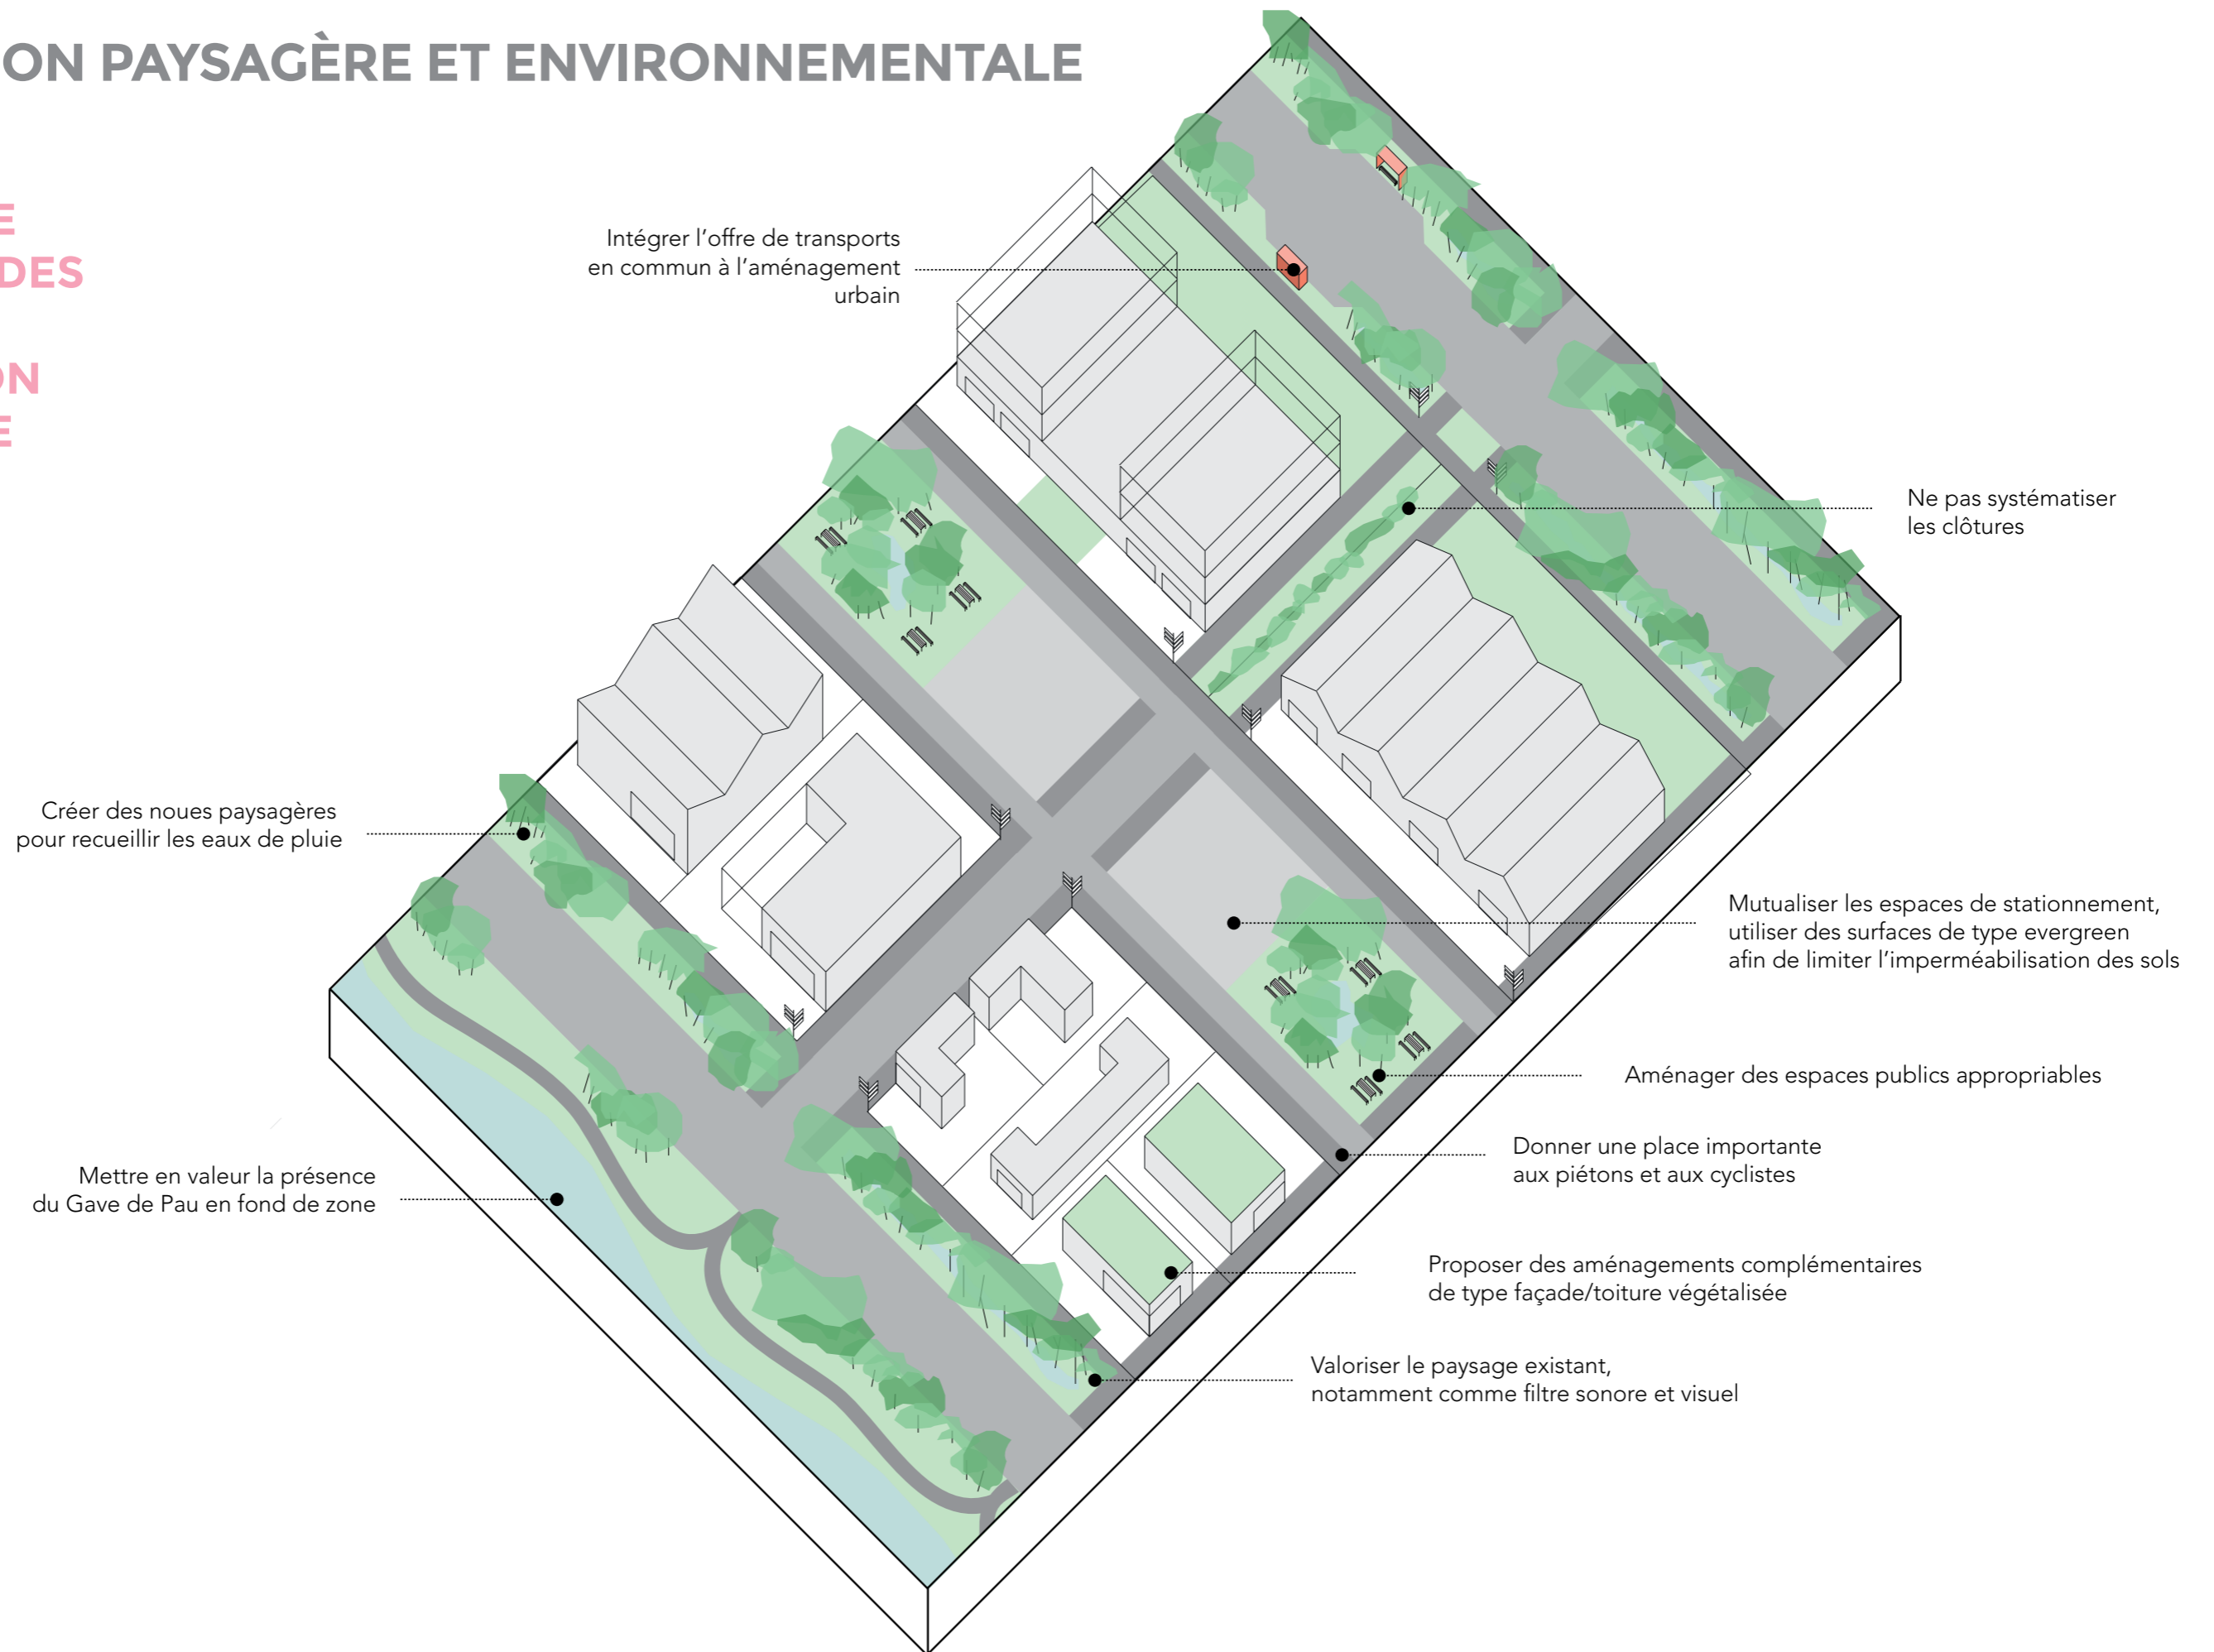 ON PAYSAGÈRE ET ENVIRONNEMENTALE
E
DES
ON
E
Intégrer l'offre de transports
en commun à l'aménagement
urbain
Ne pas systématiser
les clôtures
Créer des noues paysagères
pour recueillir les eaux de pluie
Mutualiser les espaces de stationnement,
utiliser des surfaces de type evergreen
afin de limiter l'imperméabilisation des sols
Aménager des espaces publics appropriables
Mettre en valeur la présence
du Gave de Pau en fond de zone
Donner une place importante
aux piétons et aux cyclistes
Proposer des aménagements complémentaires
de type façade/toiture végétalisée
Valoriser le paysage existant,
notamment comme filtre sonore et visuel